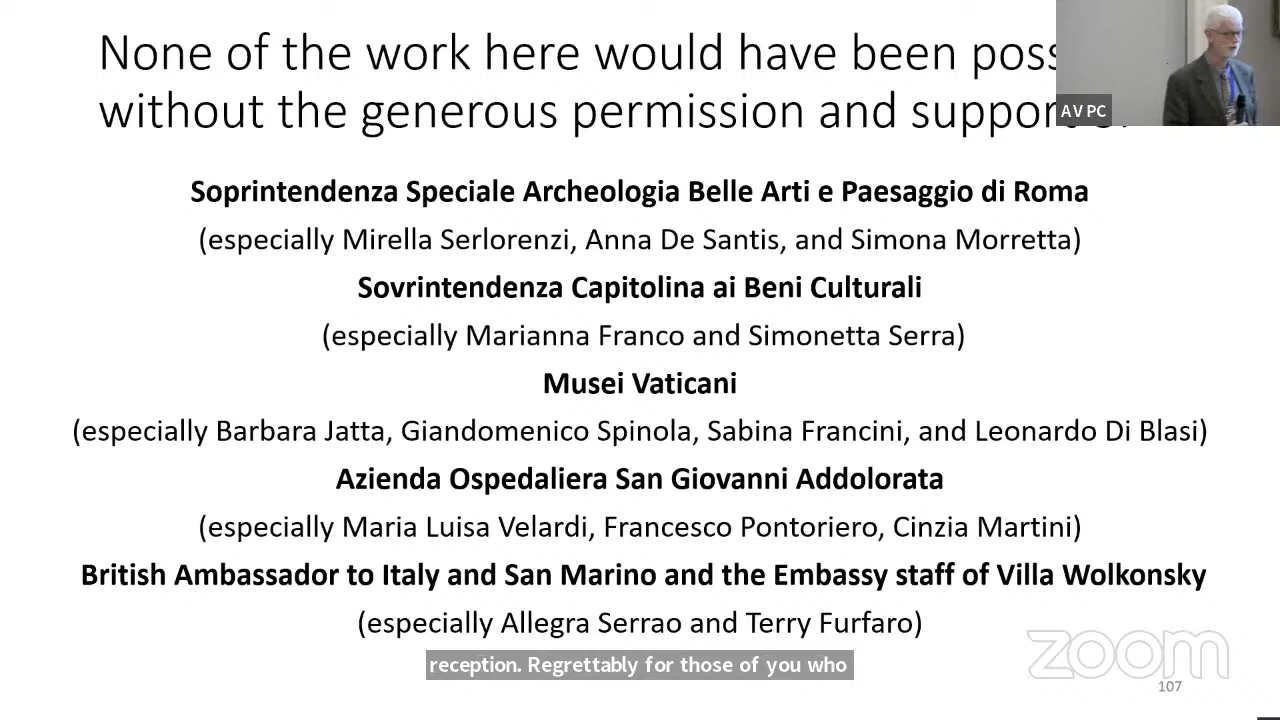 None of the work here would have been poss
without the generous permission and support
A V PC
Soprintendenza Speciale Archeologia Belle Arti e Paesaggio di Roma
(especially Mirella Serlorenzi, Anna De Santis, and Simona Morretta)
Sovrintendenza Capitolina ai Beni Culturali
(especially Marianna Franco and Simonetta Serra)
Musei Vaticani
(especially Barbara Jatta, Giandomenico Spinola, Sabina Francini, and Leonardo Di Blasi)
Azienda Ospedaliera San Giovanni Addolorata
(especially Maria Luisa Velardi, Francesco Pontoriero, Cinzia Martini)
British Ambassador to Italy and San Marino and the Embassy staff of Villa Wolkonsky
(especially Allegra Serrao and Terry Furfaro)
reception. Regrettably for those of you who
zoom
107